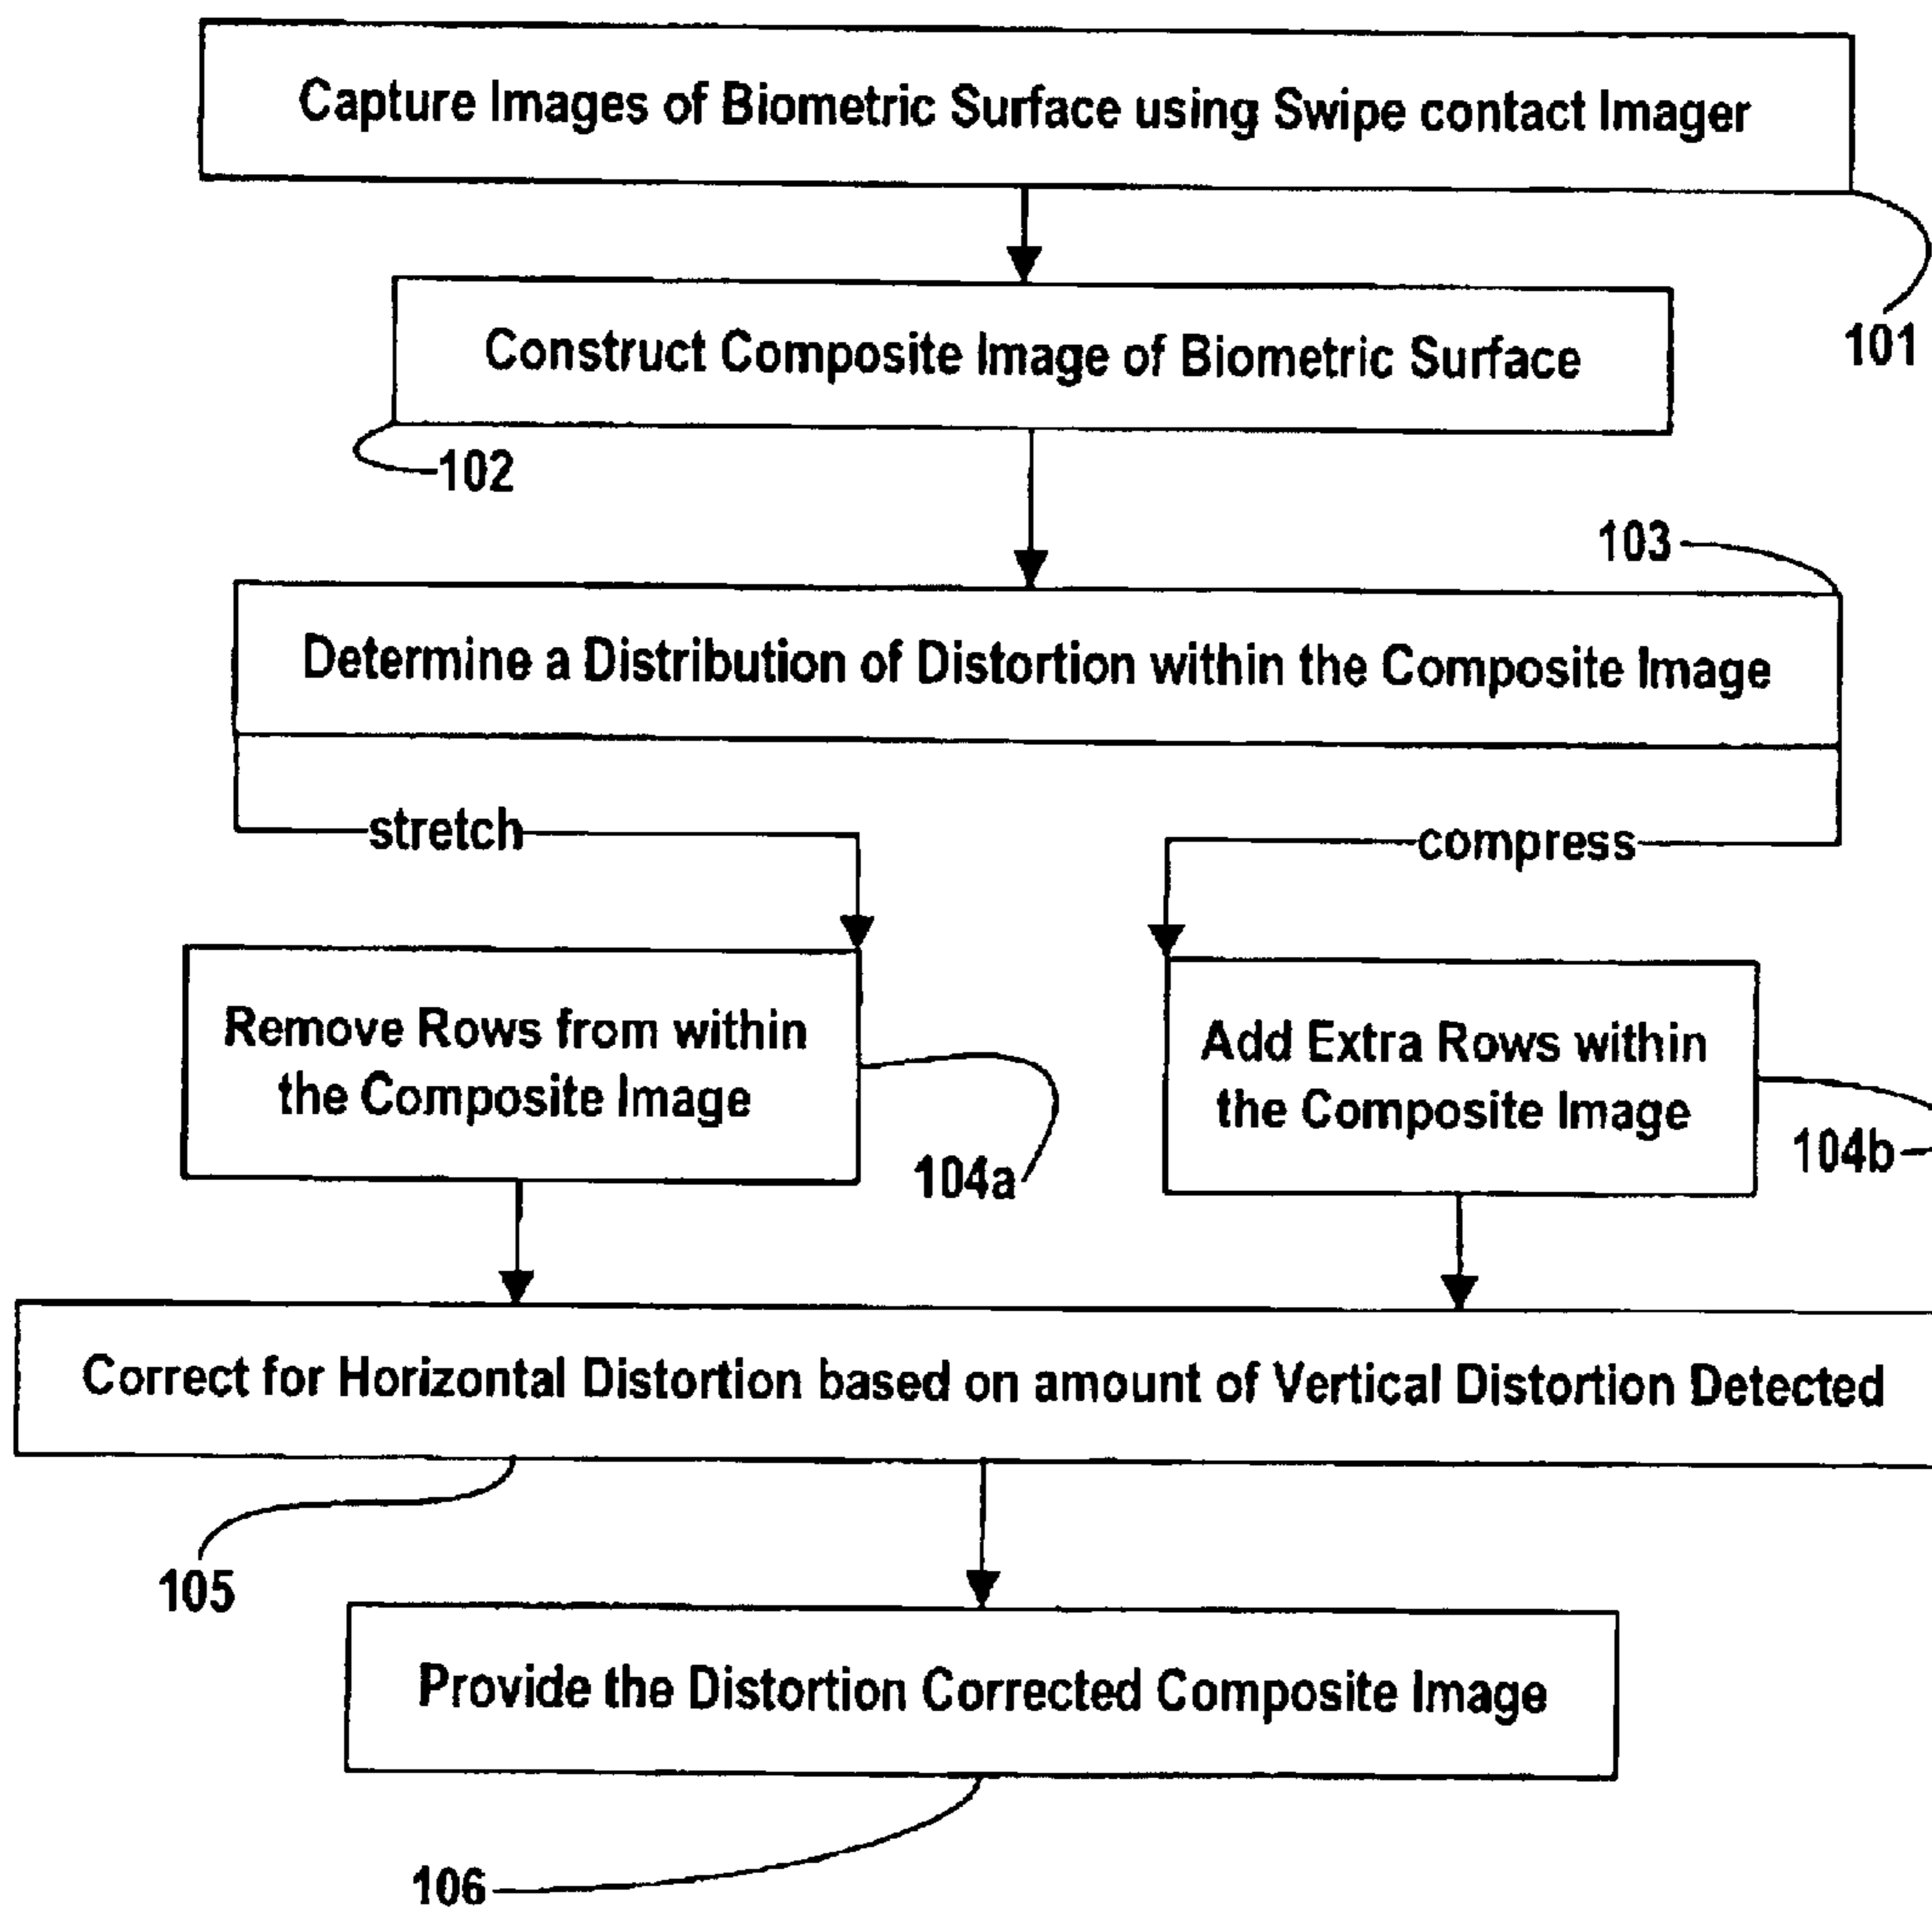 Capture Images of Biometric Surface using Swipe contact Imager
101
Construct Composite Image of Biometric Surface
102
103
Determine a Distribution of Distortion within the Composite Image
stretch
compress
Remove Rows from within
the Composite Image
104a
Add Extra Rows within
the Composite Image
104b
Correct for Horizontal Distortion based on amount of Vertical Distortion Detected
105
Provide the Distortion Corrected Composite Image
106